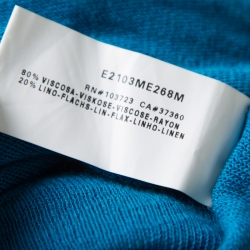 E2103ME268M
RN#103723 CA#37360
80% VISCOSA-VISKOSE-VISCOSE-RAYON
20% LINO-FLACHS-LIN-FLAX-LINHO-LINEN